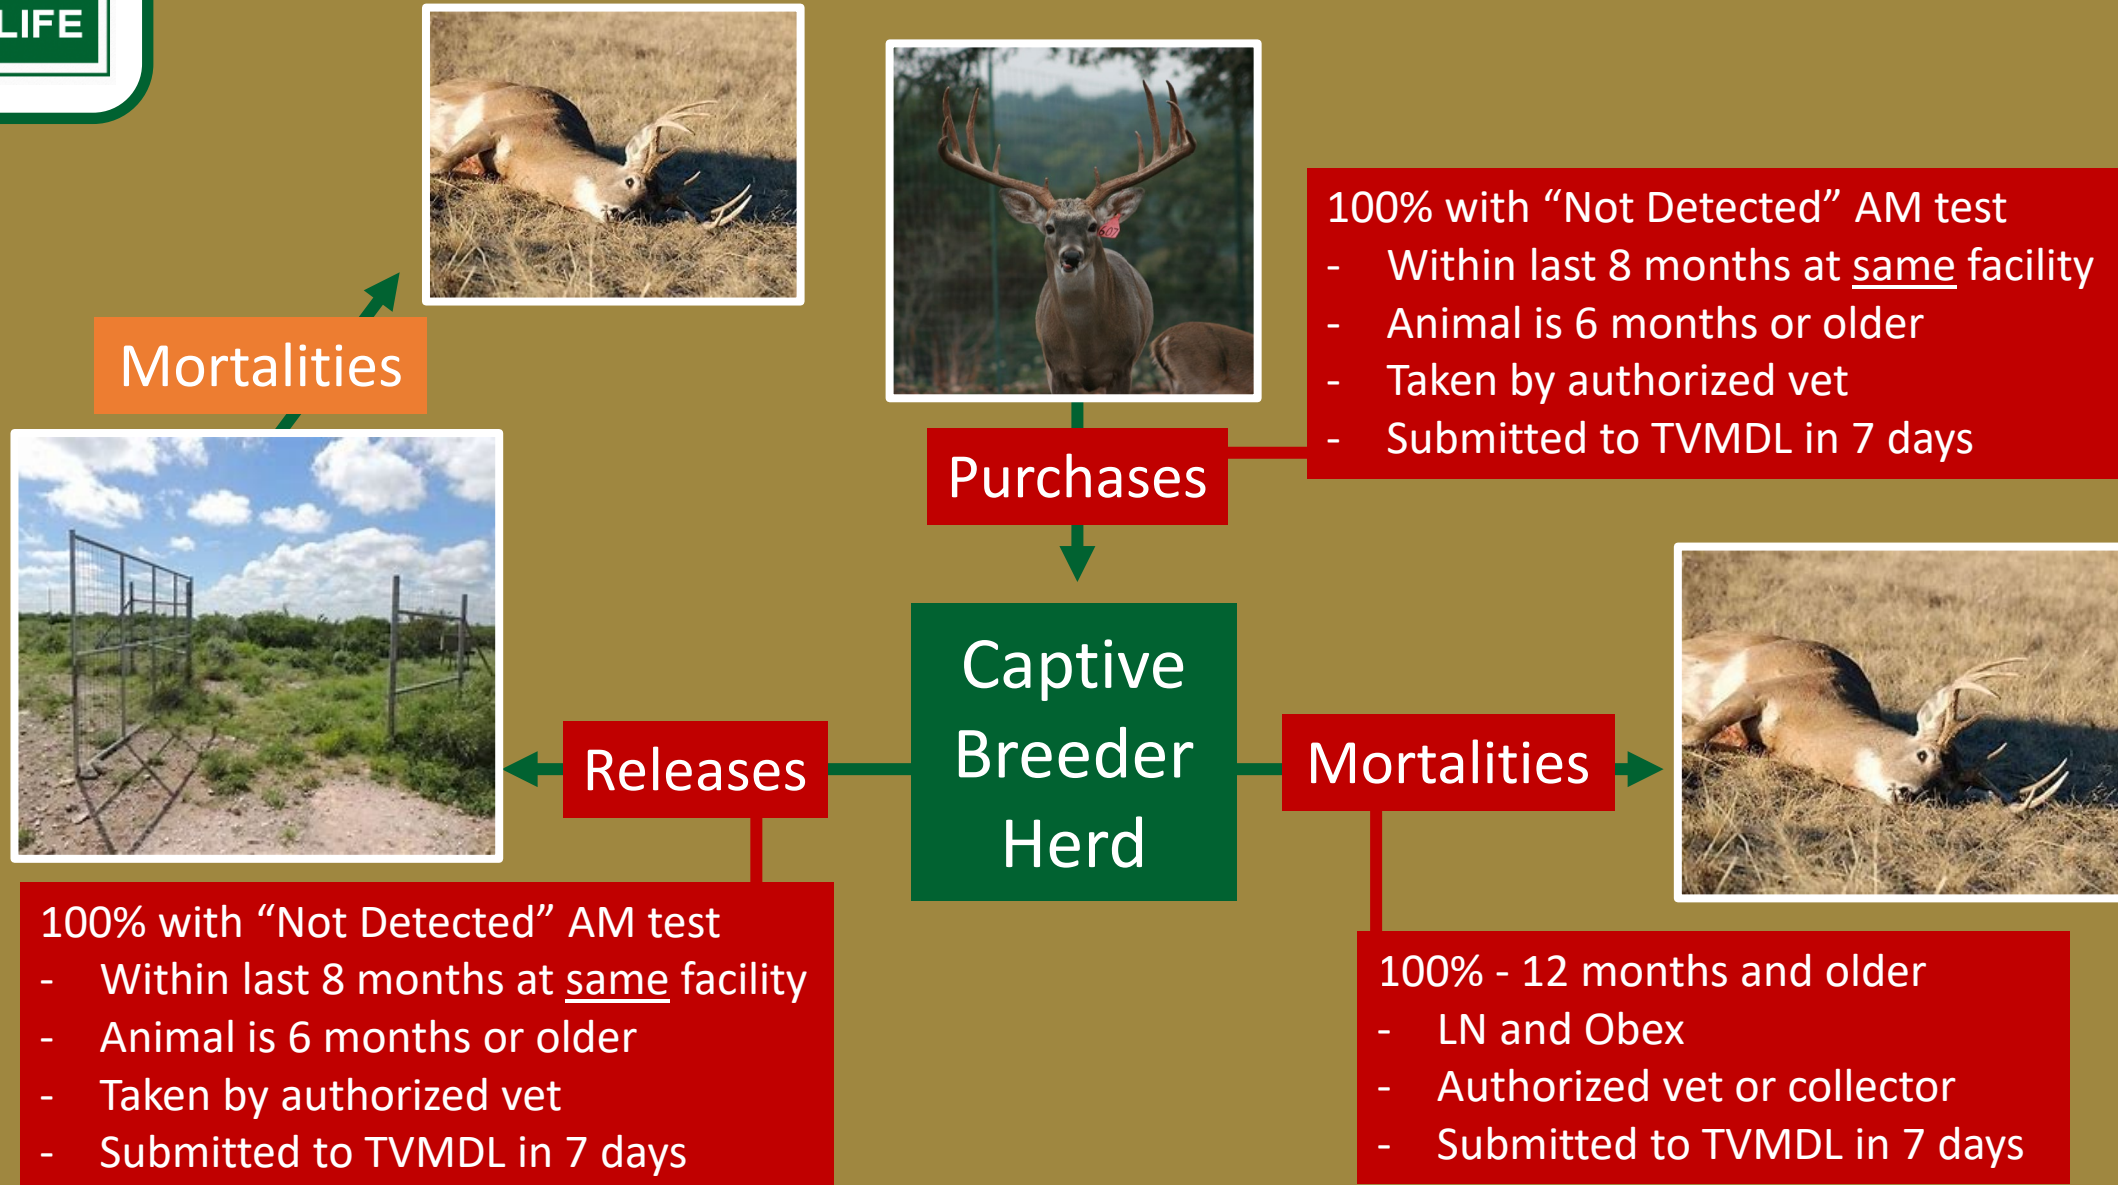 LIFE
Mortalities
607
Purchases
100% with “Not Detected” AM test
- Within last 8 months at same facility
- Animal is 6 months or older
- Taken by authorized vet
- Submitted to TVMDL in 7 days
Captive
Breeder
Herd
Releases
Mortalities
100% with “Not Detected” AM test
- Within last 8 months at same facility
- Animal is 6 months or older
- Taken by authorized vet
- Submitted to TVMDL in 7 days
100% - 12 months and older
- LN and Obex
- Authorized vet or collector
- Submitted to TVMDL in 7 days